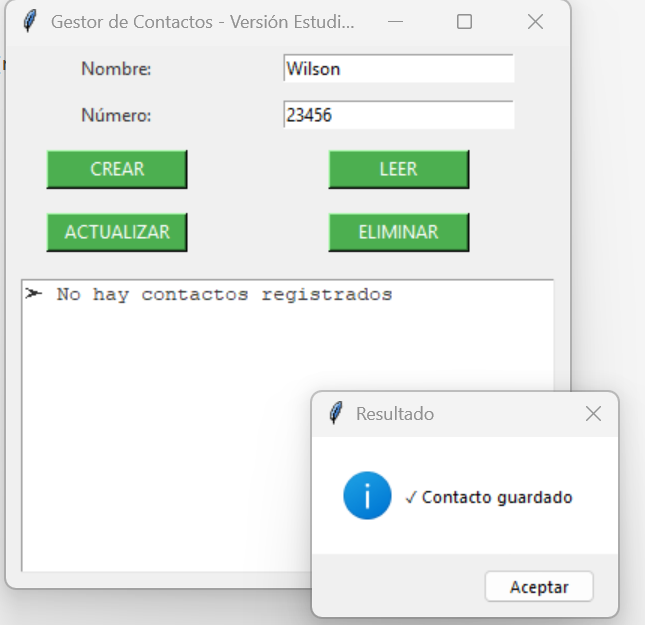 Gestor de Contactos - Versión Estudi...
Nombre: Wilson
Número: 23456
CREAR LEER
ACTUALIZAR ELIMINAR
➢ No hay contactos registrados
Resultado
✓ Contacto guardado
Aceptar